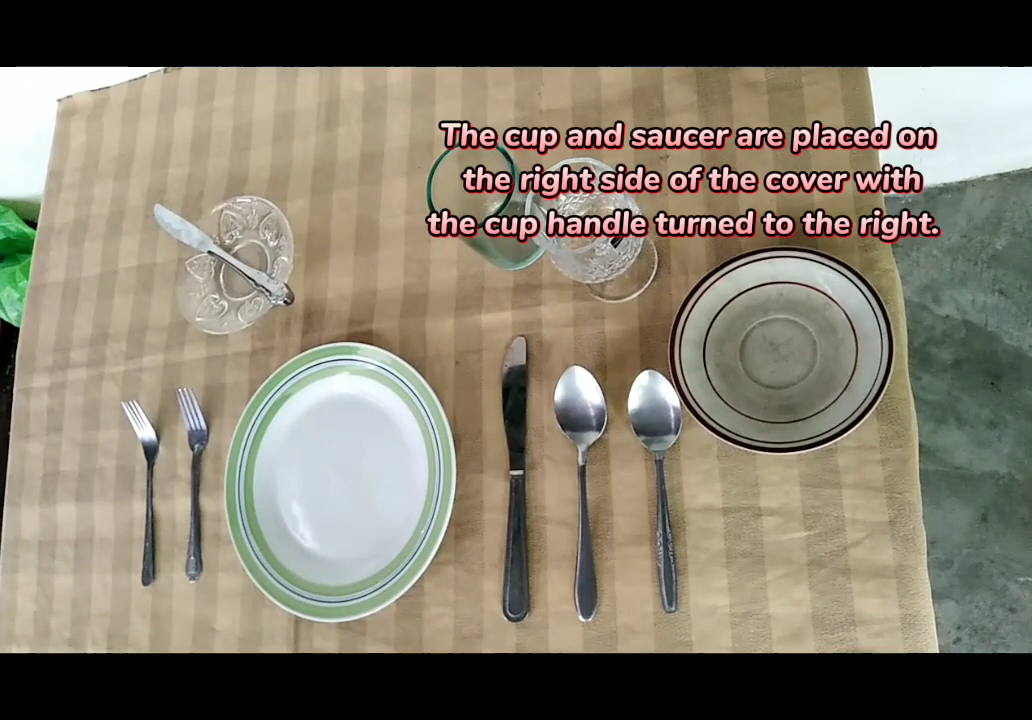 The cup and saucer are placed on
the right side of the cover with
the cup handle turned to the right.